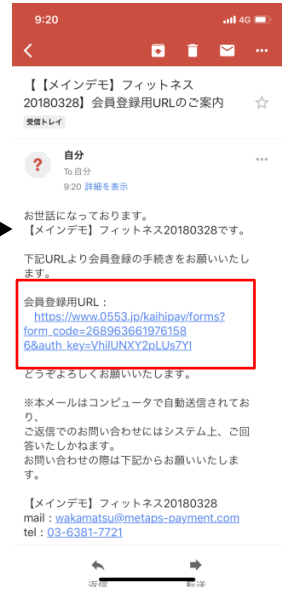 9:20
4G
【【メインデモ】フィットネス
20180328】会員登録用URLのご案内
受信トレイ
?
自分
To 自分
9:20 詳細を表示
お世話になっております。
【メインデモ】フィットネス20180328です。
下記URLより会員登録の手続きをお願いいたし
ます。
会員登録用URL：
https://www.0553.jp/kaihipay/forms?
form_code=268963661976158
6&auth_key=VhilUNXY2pLUs7YI
どうぞよろしくお願いいたします。
※本メールはコンピュータで自動送信されてお
り、
ご返信でのお問い合わせにはシステム上、ご回
答いたしかねます。
お問い合わせの際は下記からお願いいたしま
す。
【メインデモ】フィットネス20180328
mail：wakamatsu@metaps-payment.com
tel：03-6381-7721
返信
転送